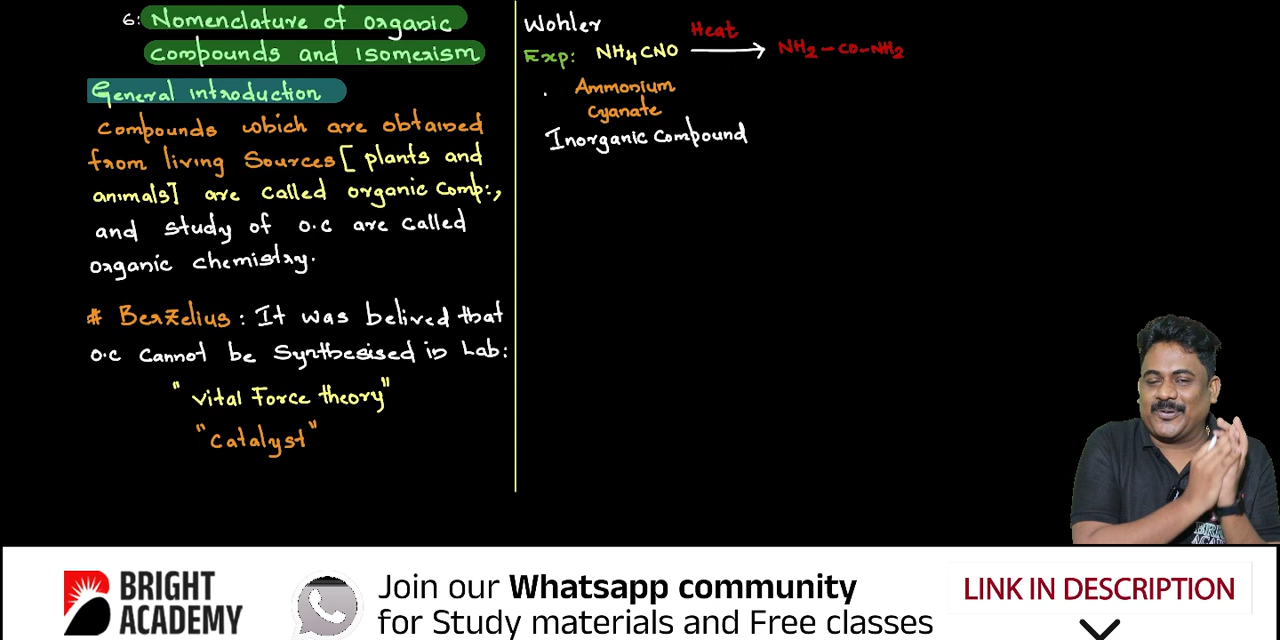 6: Nomenclature of organic
compounds and Isomerism
General introduction
compounds which are obtained
from living Sources [ plants and
animals] are called organic Comp:,
and study of o.c are called
organic chemistry.
# Berzelius : It was belived that
o.c cannot be Synthesised in Lab:
"vital Force theory"
"catalyst"
Wohler
Exp: NH4CNO Heat NH2-CO-NH2
Ammonium
Cyanate
Inorganic Compound
BRIGHT
ACADEMY
Join our Whatsapp community
for Study materials and Free classes
LINK IN DESCRIPTION